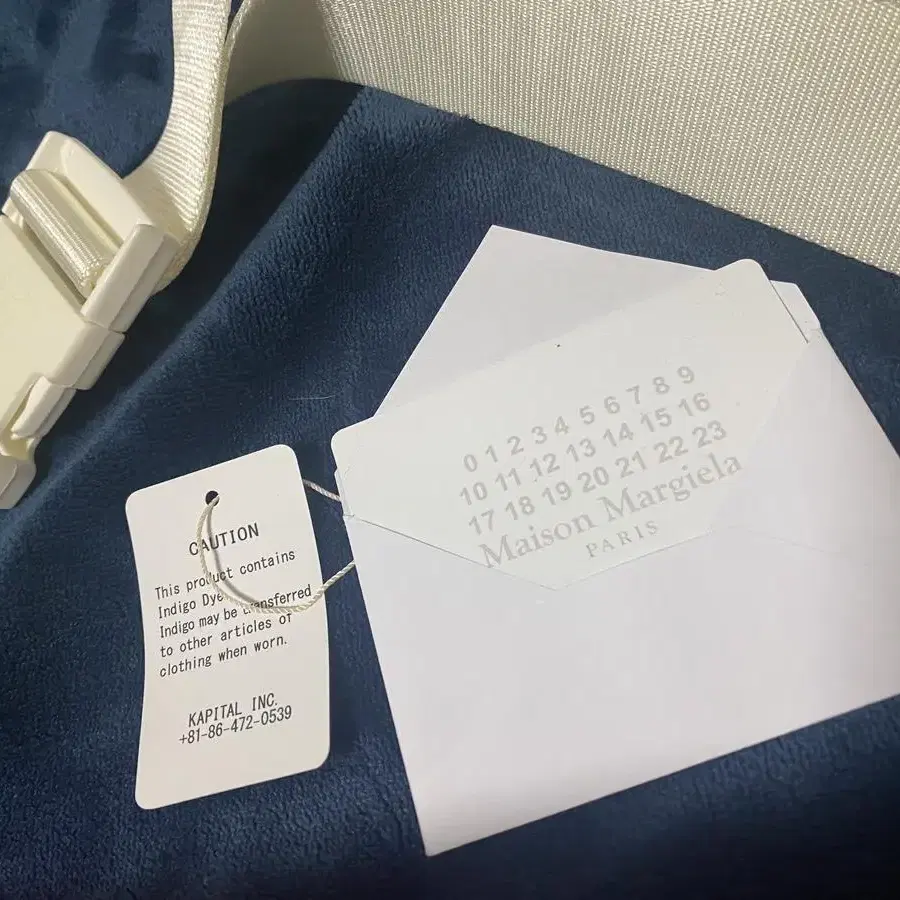 CAUTION
This product contains
Indigo Dye
Indigo may be transferred
to other articles of
clothing when worn.
KAPITAL INC.
+81-86-472-0539
0 1 2 3 4 5 6 7 8 9
10 11 12 13 14 15 16
17 18 19 20 21 22 23
Maison Margiela
PARIS